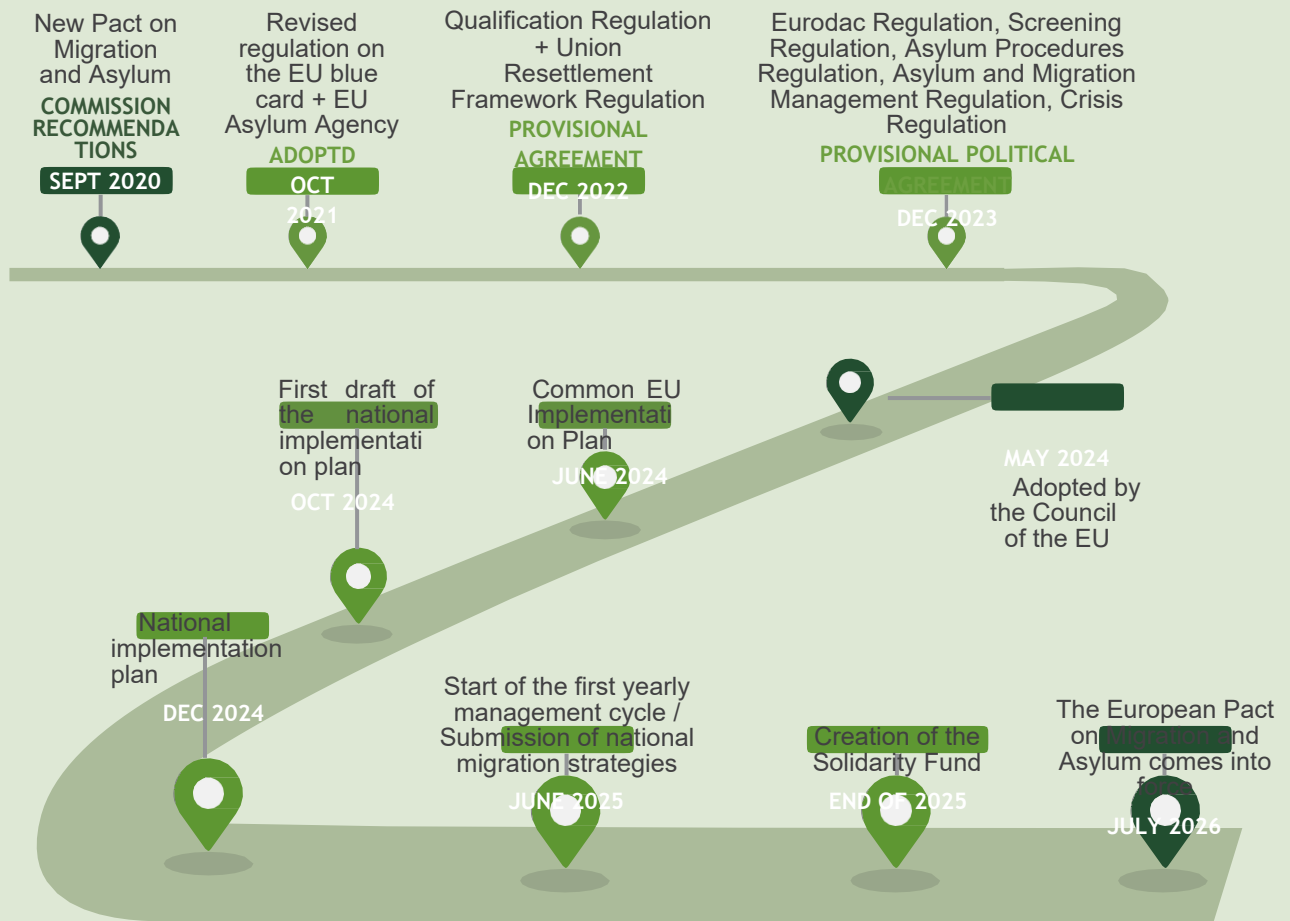 New Pact on
Migration
and Asylum
COMMISSION
RECOMMENDA
TIONS
SEPT 2020
Revised
regulation on
the EU blue
card + EU
Asylum Agency
ADOPTD
OCT
2021
Qualification Regulation
+ Union
Resettlement
Framework Regulation
PROVISIONAL
AGREEMENT
DEC 2022
Eurodac Regulation, Screening
Regulation, Asylum Procedures
Regulation, Asylum and Migration
Management Regulation, Crisis
Regulation
PROVISIONAL POLITICAL
AGREEMENT
DEC 2023
MAY 2024
Adopted by
the Council
of the EU
Common EU
Implementati
on Plan
JUNE 2024
First draft of
the national
implementati
on plan
OCT 2024
National
implementation
plan
DEC 2024
Start of the first yearly
management cycle /
Submission of national
migration strategies
JUNE 2025
Creation of the
Solidarity Fund
END OF 2025
The European Pact
on Migration and
Asylum comes into
force
JULY 2026